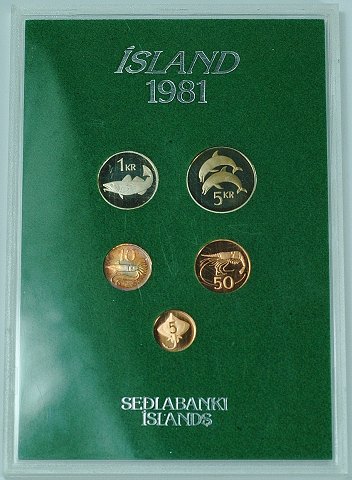 ÍSLAND
1981
1 KR
5 KR
10
50
5
SEÐLABANKI
ÍSLANDS